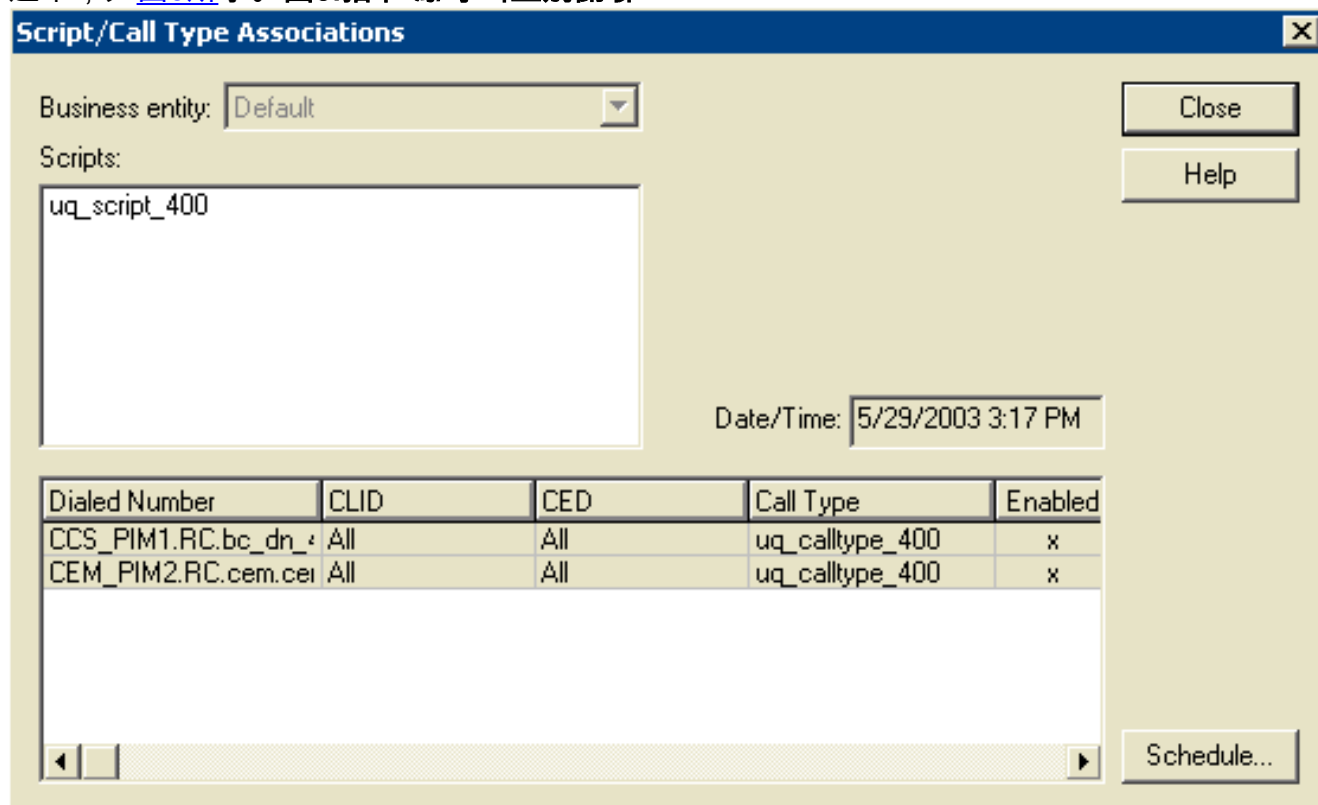 Script/Call Type Associations
Business entity: Default
Close
Scripts:
Help
uq_script_400
Date/Time: 5/29/2003 3:17 PM
Dialed Number CLID CED Call Type Enabled
CCS_PIM1.RC.bc_dn_ All All uq_calltype_400 x
CEM_PIM2.RC.cem.cer All All uq_calltype_400 x
Schedule...